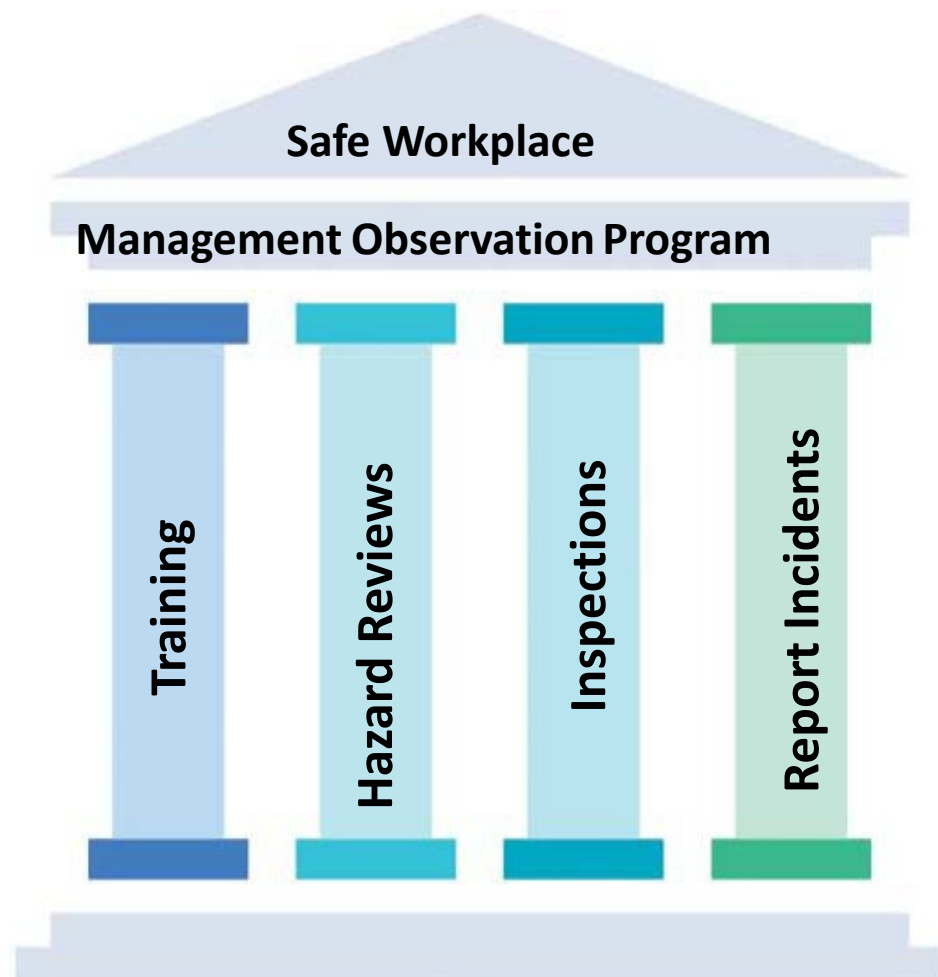 Safe Workplace
Management Observation Program
Training
Hazard Reviews
Inspections
Report Incidents